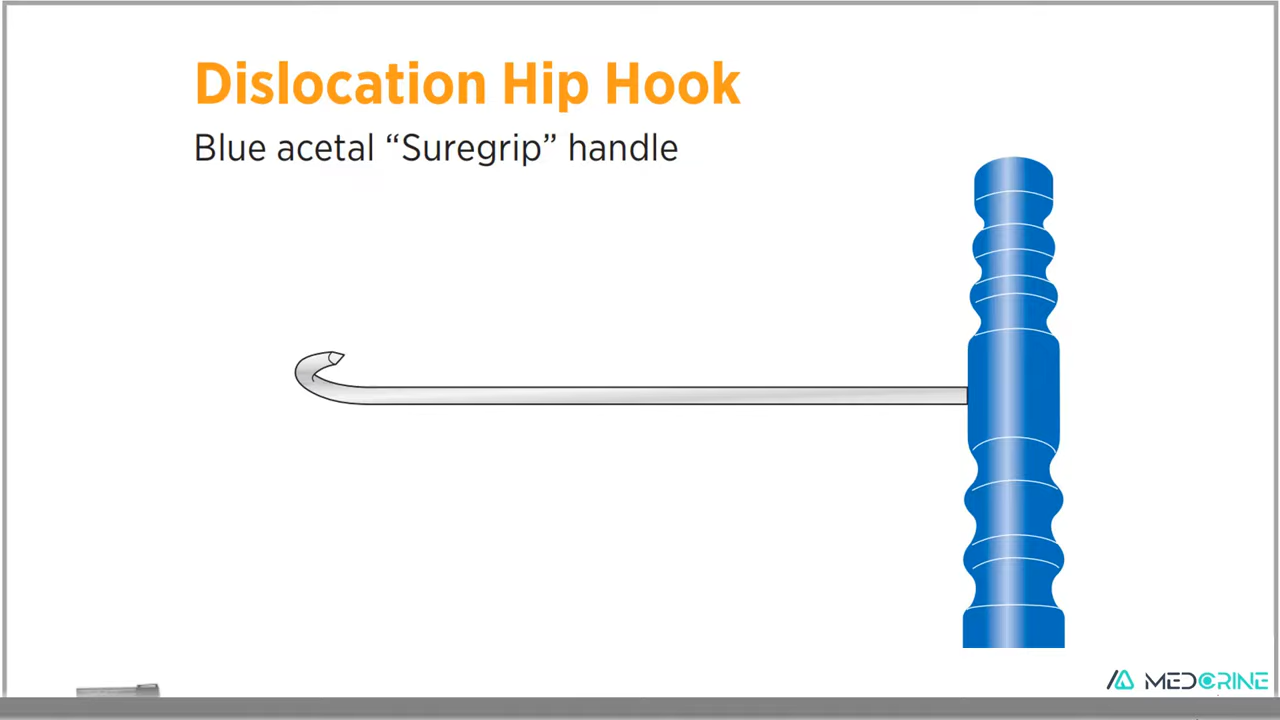 Dislocation Hip Hook
Blue acetal “Suregrip” handle
MEDCRINE